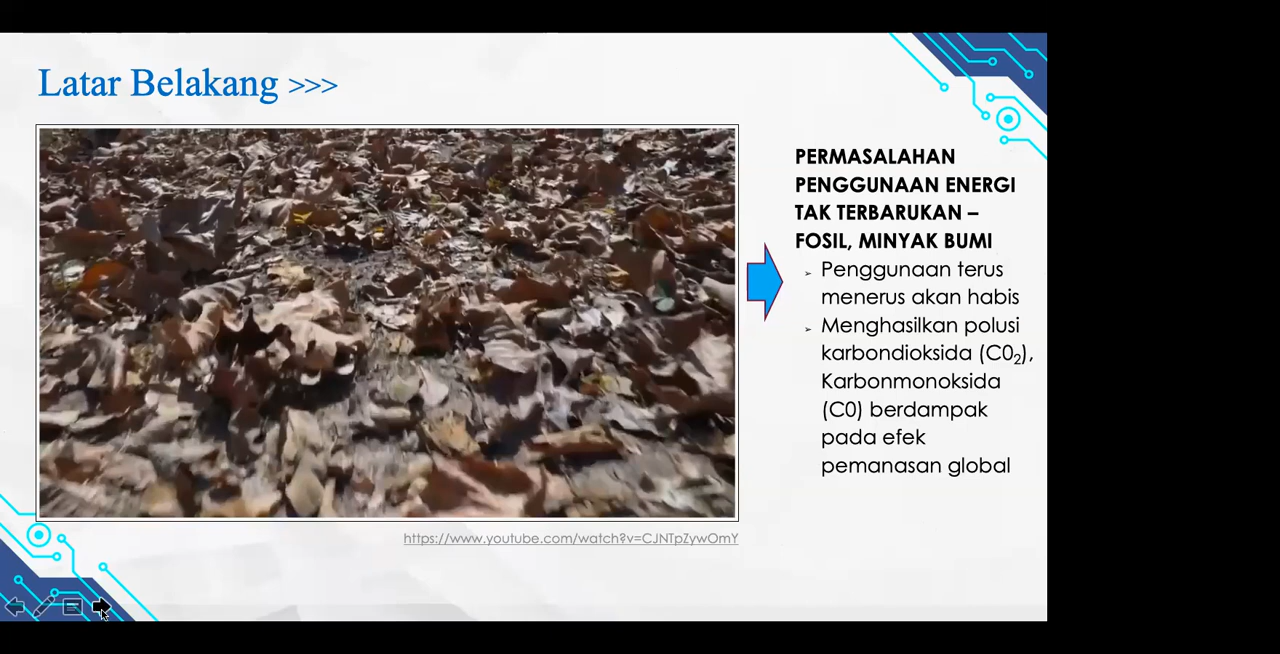 Latar Belakang >>>
PERMASALAHAN
PENGGUNAAN ENERGI
TAK TERBARUKAN –
FOSIL, MINYAK BUMI
➢ Penggunaan terus
menerus akan habis
➢ Menghasilkan polusi
karbondioksida (C0₂),
Karbonmonoksida
(C0) berdampak
pada efek
pemanasan global
https://www.youtube.com/watch?v=CJNTpZywOmY